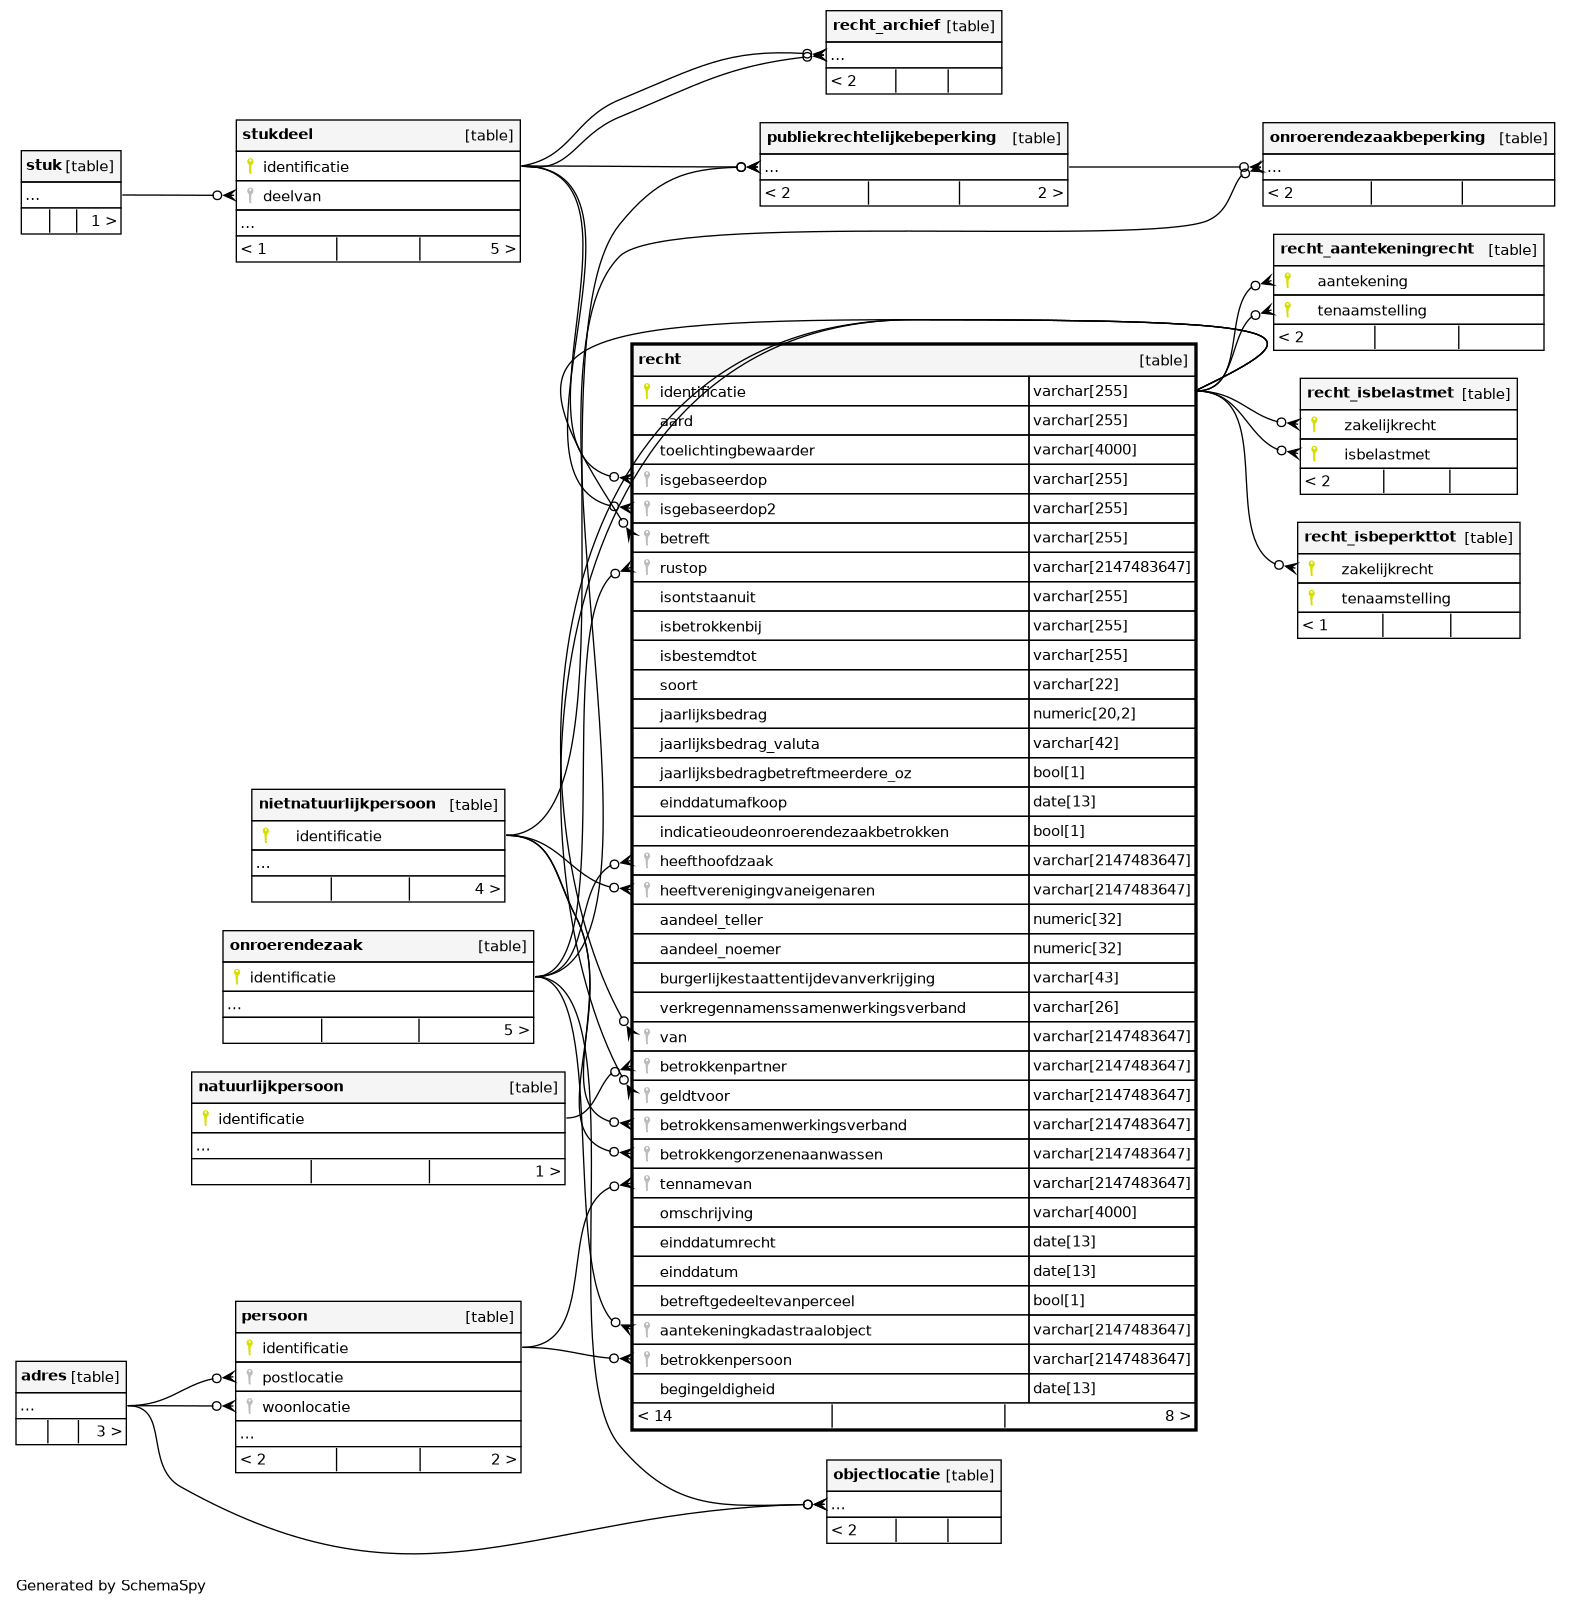 recht_archief [table]
...
< 2
stukdeel [table]
identificatie
deelvan
...
< 1 5 >
publiekrechtelijkebeperking [table]
...
< 2 2 >
onroerendezaakbeperking [table]
...
< 2
stuk [table]
...
1 >
recht_aantekeningrecht [table]
aantekening
tenaamstelling
< 2
recht [table]
identificatie varchar[255]
aard varchar[255]
toelichtingbewaarder varchar[4000]
isgebaseerdop varchar[255]
isgebaseerdop2 varchar[255]
betreft varchar[255]
rustop varchar[2147483647]
isontstaanuit varchar[255]
isbetrokkenbij varchar[255]
isbestemdtot varchar[255]
soort varchar[22]
jaarlijksbedrag numeric[20,2]
jaarlijksbedrag_valuta varchar[42]
jaarlijksbedragbetreftmeerdere_oz bool[1]
einddatumafkoop date[13]
indicatieoudeonroerendezaakbetrokken bool[1]
heefthoofdzaak varchar[2147483647]
heeftverenigingvaneigenaren varchar[2147483647]
aandeel_teller numeric[32]
aandeel_noemer numeric[32]
burgerlijkestaattentijdevanverkrijging varchar[43]
verkregennamenssamenwerkingsverband varchar[26]
van varchar[2147483647]
betrokkenpartner varchar[2147483647]
geldtvoor varchar[2147483647]
betrokkensamenwerkingsverband varchar[2147483647]
betrokkengorzenenaanwassen varchar[2147483647]
tennamevan varchar[2147483647]
omschrijving varchar[4000]
einddatumrecht date[13]
einddatum date[13]
betreftgedeeltevanperceel bool[1]
aantekeningkadastraalobject varchar[2147483647]
betrokkenpersoon varchar[2147483647]
begingeldigheid date[13]
< 14 8 >
recht_isbelastmet [table]
zakelijkrecht
isbelastmet
< 2
recht_isbeperkttot [table]
zakelijkrecht
tenaamstelling
< 1
nietnatuurlijkpersoon [table]
identificatie
...
4 >
onroerendezaak [table]
identificatie
...
5 >
natuurlijkpersoon [table]
identificatie
...
1 >
persoon [table]
identificatie
postlocatie
woonlocatie
...
< 2 2 >
adres [table]
...
3 >
objectlocatie [table]
...
< 2
Generated by SchemaSpy